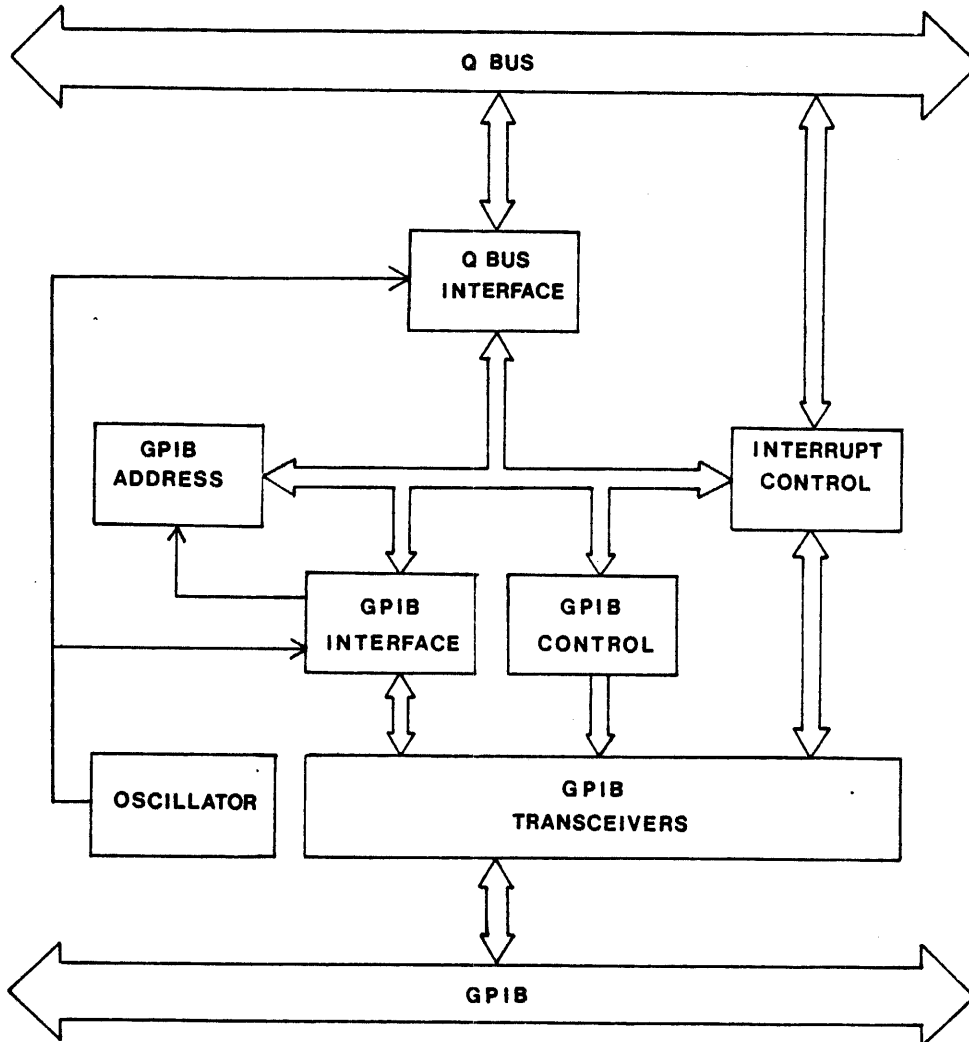 Q BUS
Q BUS
INTERFACE
GPIB
ADDRESS
INTERRUPT
CONTROL
GPIB
INTERFACE
GPIB
CONTROL
OSCILLATOR
GPIB
TRANSCEIVERS
GPIB